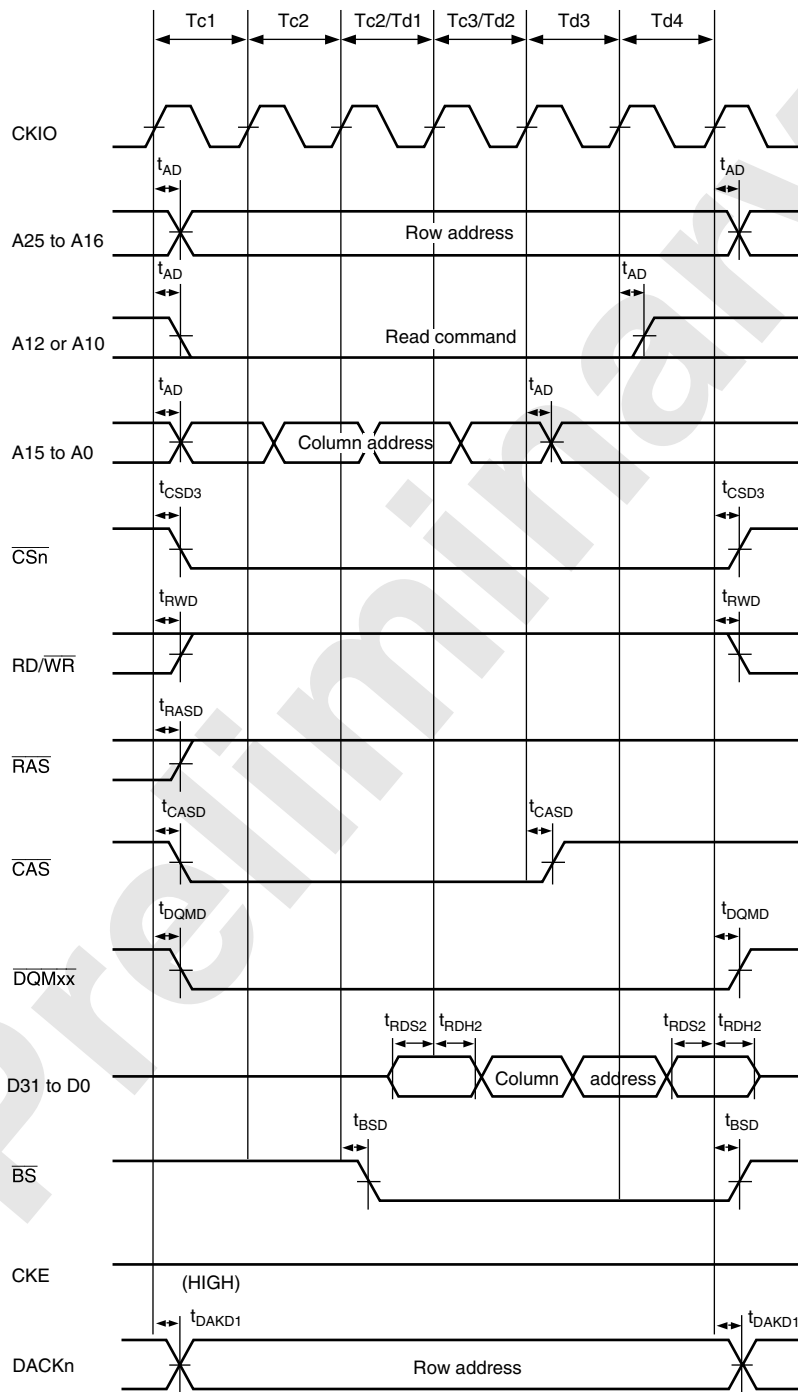 Tc1 Tc2 Tc2/Td1 Tc3/Td2 Td3 Td4
CKIO
tAD tAD
A25 to A16 Row address
tAD tAD
A12 or A10 Read command
tAD tAD
A15 to A0 Column address
tCSD3 tCSD3
CSn
tRWD tRWD
RD/WR
tRASD
RAS
tCASD tCASD
CAS
tDQMD tDQMD
DQMxx
tRDS2 tRDH2 tRDS2 tRDH2
D31 to D0 Column address
tBSD tBSD
BS
CKE
(HIGH)
tDAKD1 tDAKD1
DACKn Row address
Preliminary